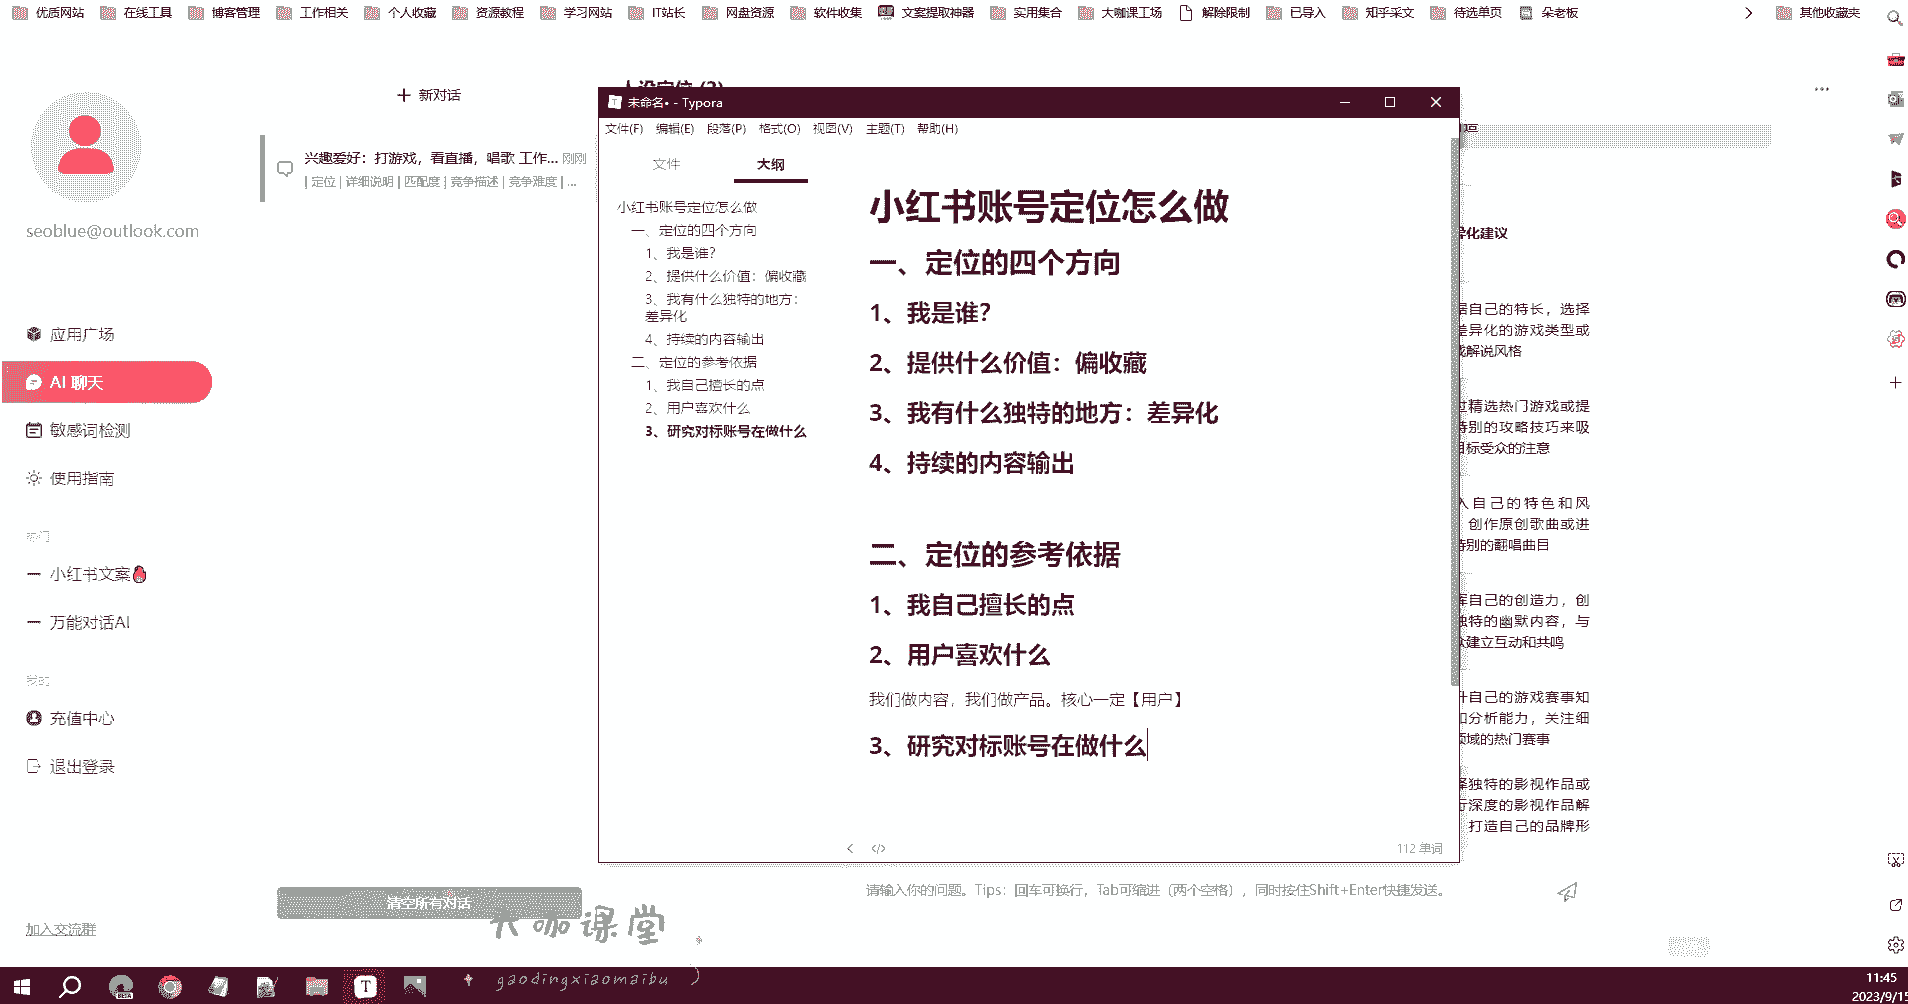 优质网站 在线工具 博客管理 工作相关 个人收藏 资源教程 学习网站 IT站长 网盘资源 软件收集 文案提取神器 实用集合 大咖课工场 解除限制 已导入 知乎采文 待选单页 朵老板 其他收藏夹
seoblue@outlook.com
应用广场
AI 聊天
敏感词检测
使用指南
热门
小红书文案
万能对话AI
我的
充值中心
退出登录
加入交流群
新对话
兴趣爱好：打游戏，看直播，唱歌 工作... 刚刚
| 定位 | 详细说明 | 匹配度 | 竞争描述 | 竞争难度 | ...
清空所有对话
人设定位 (2)
未命名• - Typora
文件(F) 编辑(E) 段落(P) 格式(O) 视图(V) 主题(T) 帮助(H)
文件 大纲
小红书账号定位怎么做
一、定位的四个方向
1、我是谁？
2、提供什么价值：偏收藏
3、我有什么独特的地方：
差异化
4、持续的内容输出
二、定位的参考依据
1、我自己擅长的点
2、用户喜欢什么
3、研究对标账号在做什么
小红书账号定位怎么做
一、定位的四个方向
1、我是谁？
2、提供什么价值：偏收藏
3、我有什么独特的地方：差异化
4、持续的内容输出
二、定位的参考依据
1、我自己擅长的点
2、用户喜欢什么
我们做内容，我们做产品。核心一定【用户】
3、研究对标账号在做什么
</> 112 单词
异化建议
据自己的特长，选择
差异化的游戏类型或
解说风格
过精选热门游戏或提
特别的攻略技巧来吸
目标受众的注意
入自己的特色和风
创作原创歌曲或进
特别的翻唱曲目
挥自己的创造力，创
独特的幽默内容，与
众建立互动和共鸣
升自己的游戏赛事知
和分析能力，关注细
领域的热门赛事
择独特的影视作品或
行深度的影视作品解
打造自己的品牌形
请输入你的问题。Tips：回车可换行，Tab可缩进（两个空格），同时按住Shift+Enter快捷发送。
大咖课堂
gaodingxiaomaibu
BETA
11:45
2023/9/15